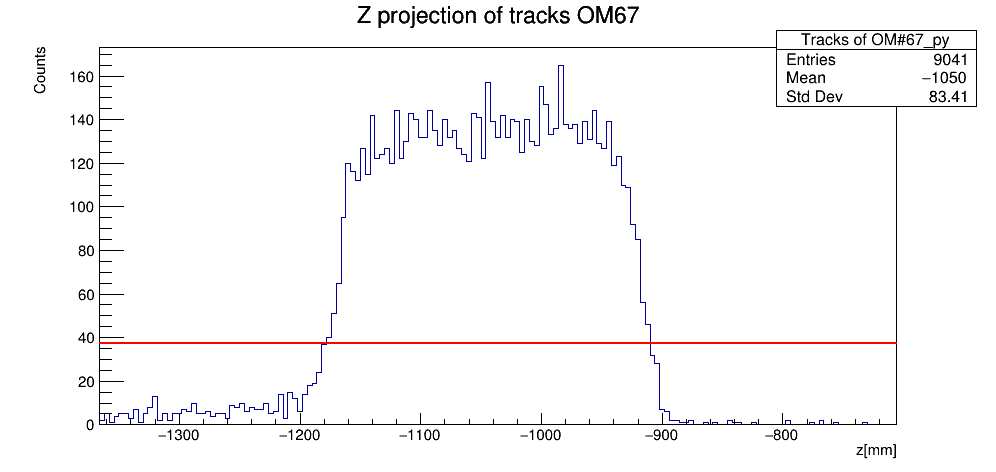 Z projection of tracks OM67
Tracks of OM#67_py
Entries 9041
Mean −1050
Std Dev 83.41
Counts
160
140
120
100
80
60
40
20
0
−1300 −1200 −1100 −1000 −900 −800
z[mm]